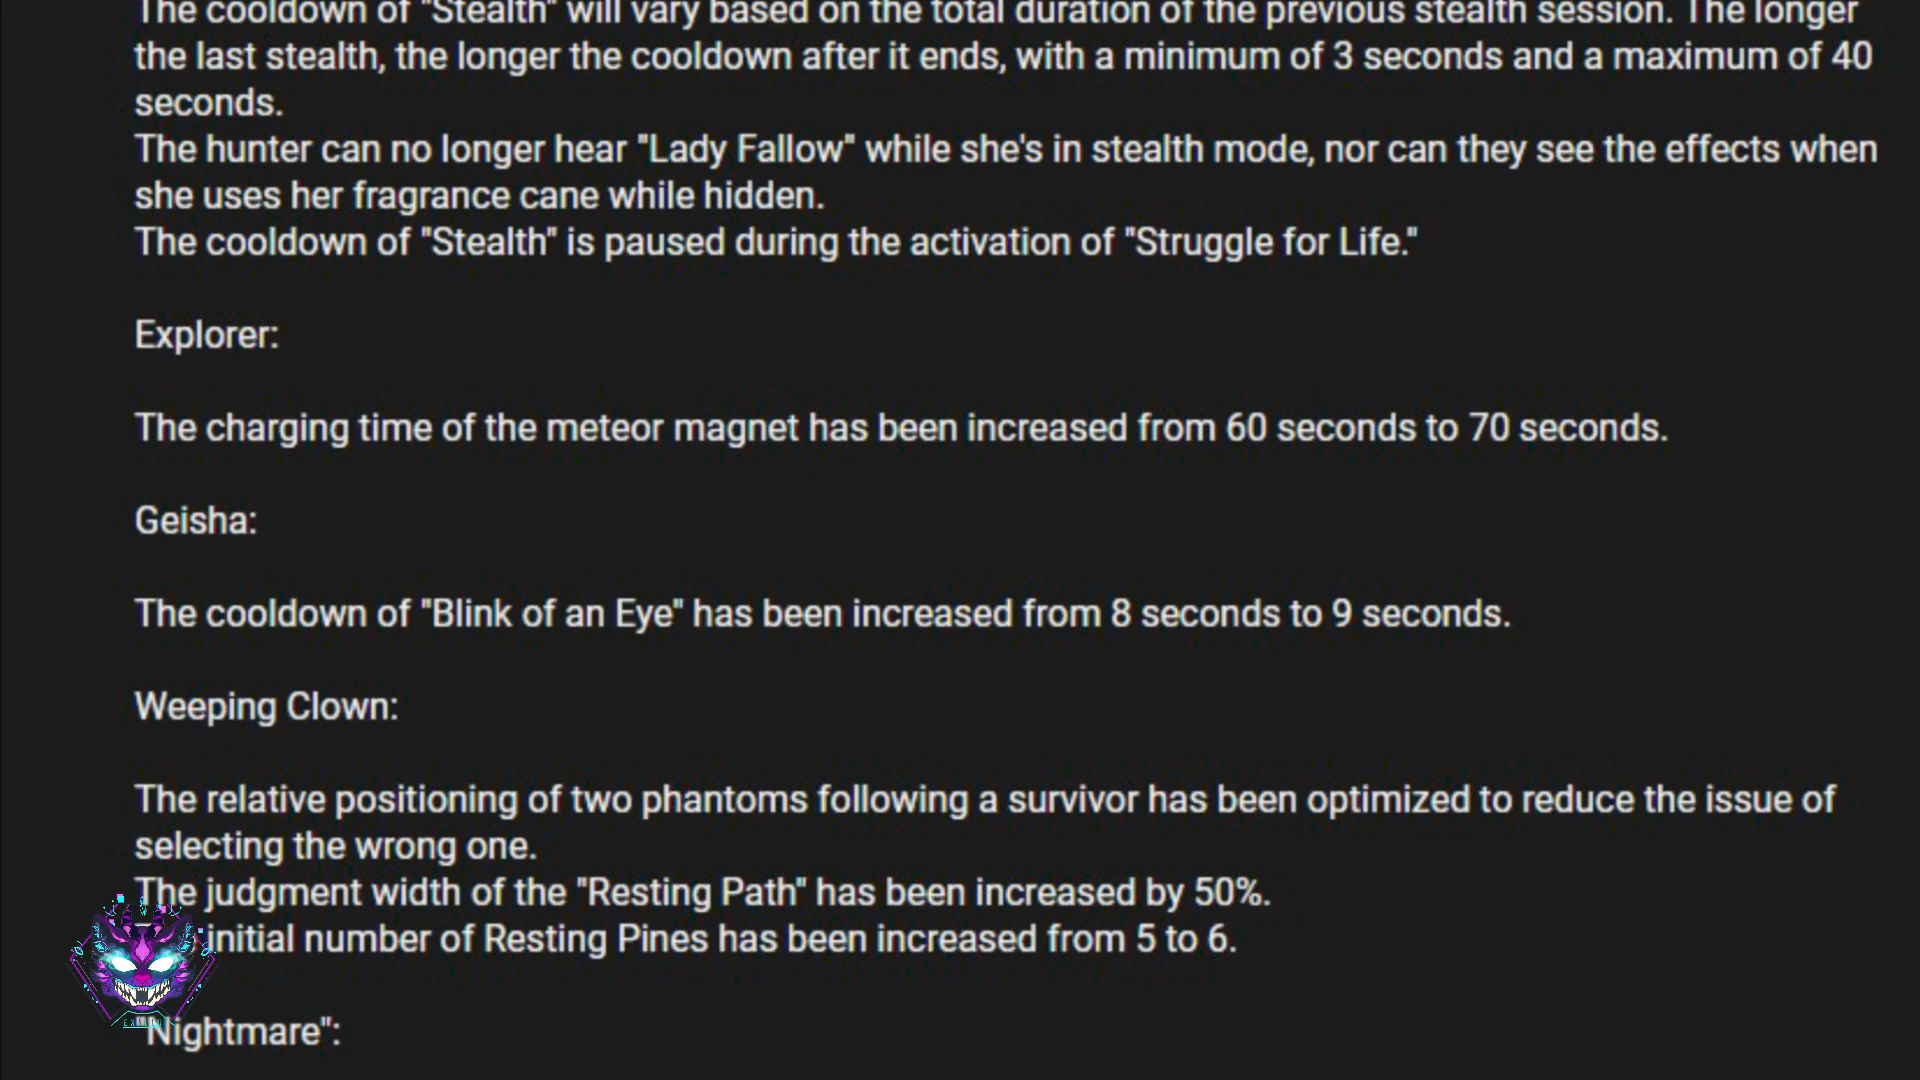 The cooldown of "Stealth" will vary based on the total duration of the previous stealth session. The longer
the last stealth, the longer the cooldown after it ends, with a minimum of 3 seconds and a maximum of 40
seconds.
The hunter can no longer hear "Lady Fallow" while she's in stealth mode, nor can they see the effects when
she uses her fragrance cane while hidden.
The cooldown of "Stealth" is paused during the activation of "Struggle for Life."
Explorer:
The charging time of the meteor magnet has been increased from 60 seconds to 70 seconds.
Geisha:
The cooldown of "Blink of an Eye" has been increased from 8 seconds to 9 seconds.
Weeping Clown:
The relative positioning of two phantoms following a survivor has been optimized to reduce the issue of
selecting the wrong one.
The judgment width of the "Resting Path" has been increased by 50%.
initial number of Resting Pines has been increased from 5 to 6.
"Nightmare":